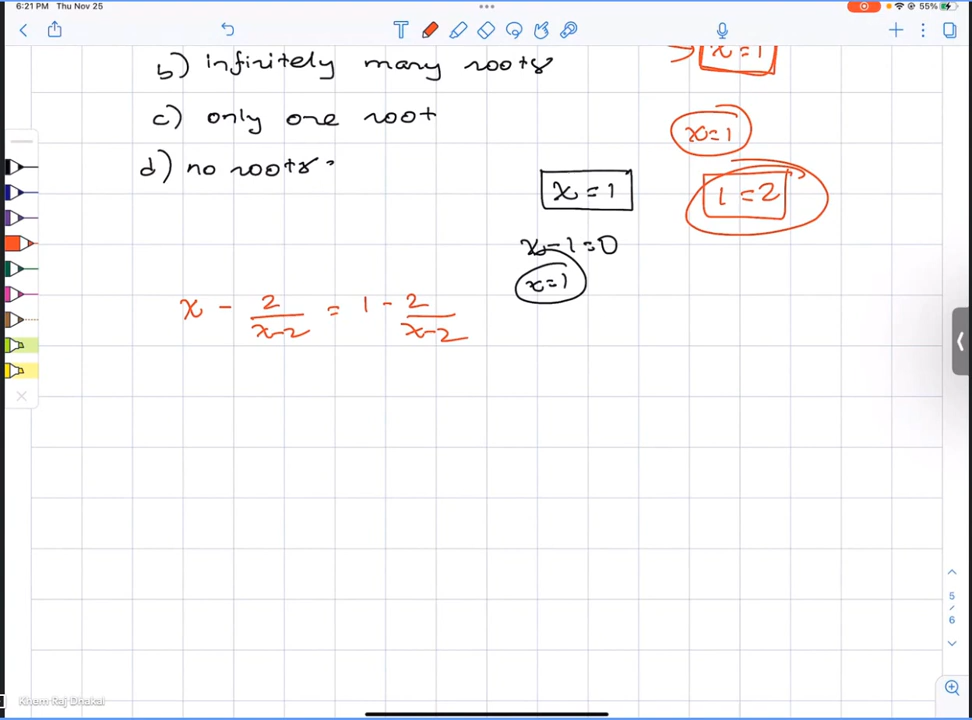 6:21 PM Thu Nov 25
55%
b) infinitely many roots
x=1
c) only one root
x=1
d) no roots
x=1
1=2
x-1=0
x=1
x - 2/(x-2) = 1 - 2/(x-2)
5
/
6
Khem Raj Dhakal